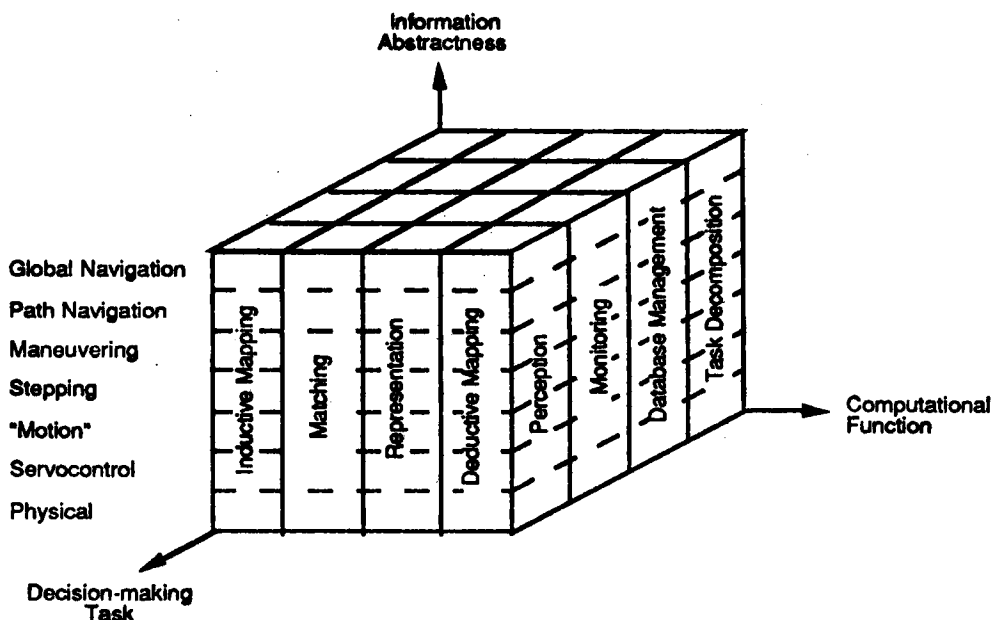 Information
Abstractness
Global Navigation
Path Navigation
Maneuvering
Stepping
"Motion"
Servocontrol
Physical
Inductive Mapping
Matching
Representation
Deductive Mapping
Perception
Monitoring
Database Management
Task Decomposition
Computational
Function
Decision-making
Task